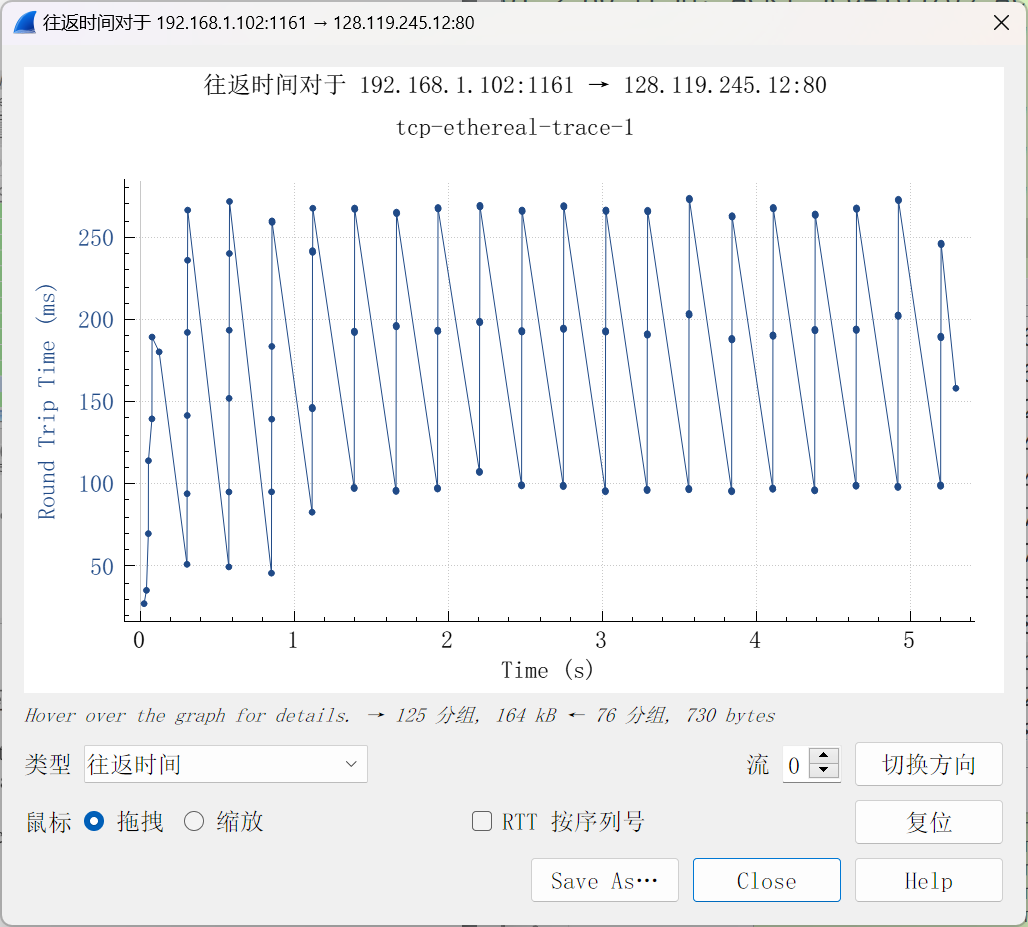 往返时间对于 192.168.1.102:1161 → 128.119.245.12:80
往返时间对于 192.168.1.102:1161 → 128.119.245.12:80
tcp-ethereal-trace-1
Round Trip Time (ms)
250
200
150
100
50
0 1 2 3 4 5
Time (s)
Hover over the graph for details. → 125 分组, 164 kB ← 76 分组, 730 bytes
类型 往返时间 流 0 切换方向
鼠标 拖拽 缩放 RTT 按序列号 复位
Save As… Close Help